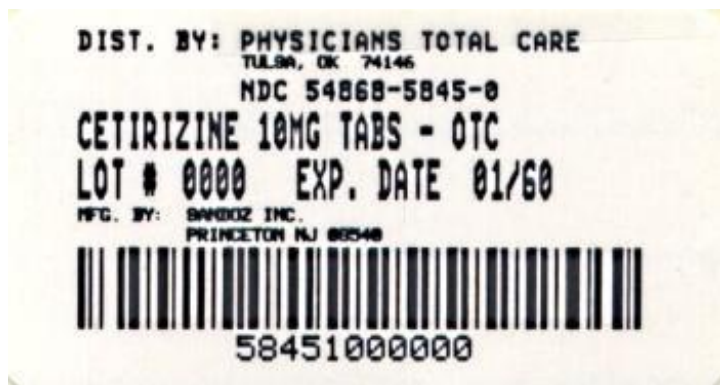 DIST. BY: PHYSICIANS TOTAL CARE
TULSA, OK 74146
NDC 54868-5845-0
CETIRIZINE 10MG TABS - OTC
LOT # 0000 EXP. DATE 01/60
MFG. BY: SANDOZ INC.
PRINCETON NJ 08540
58451000000